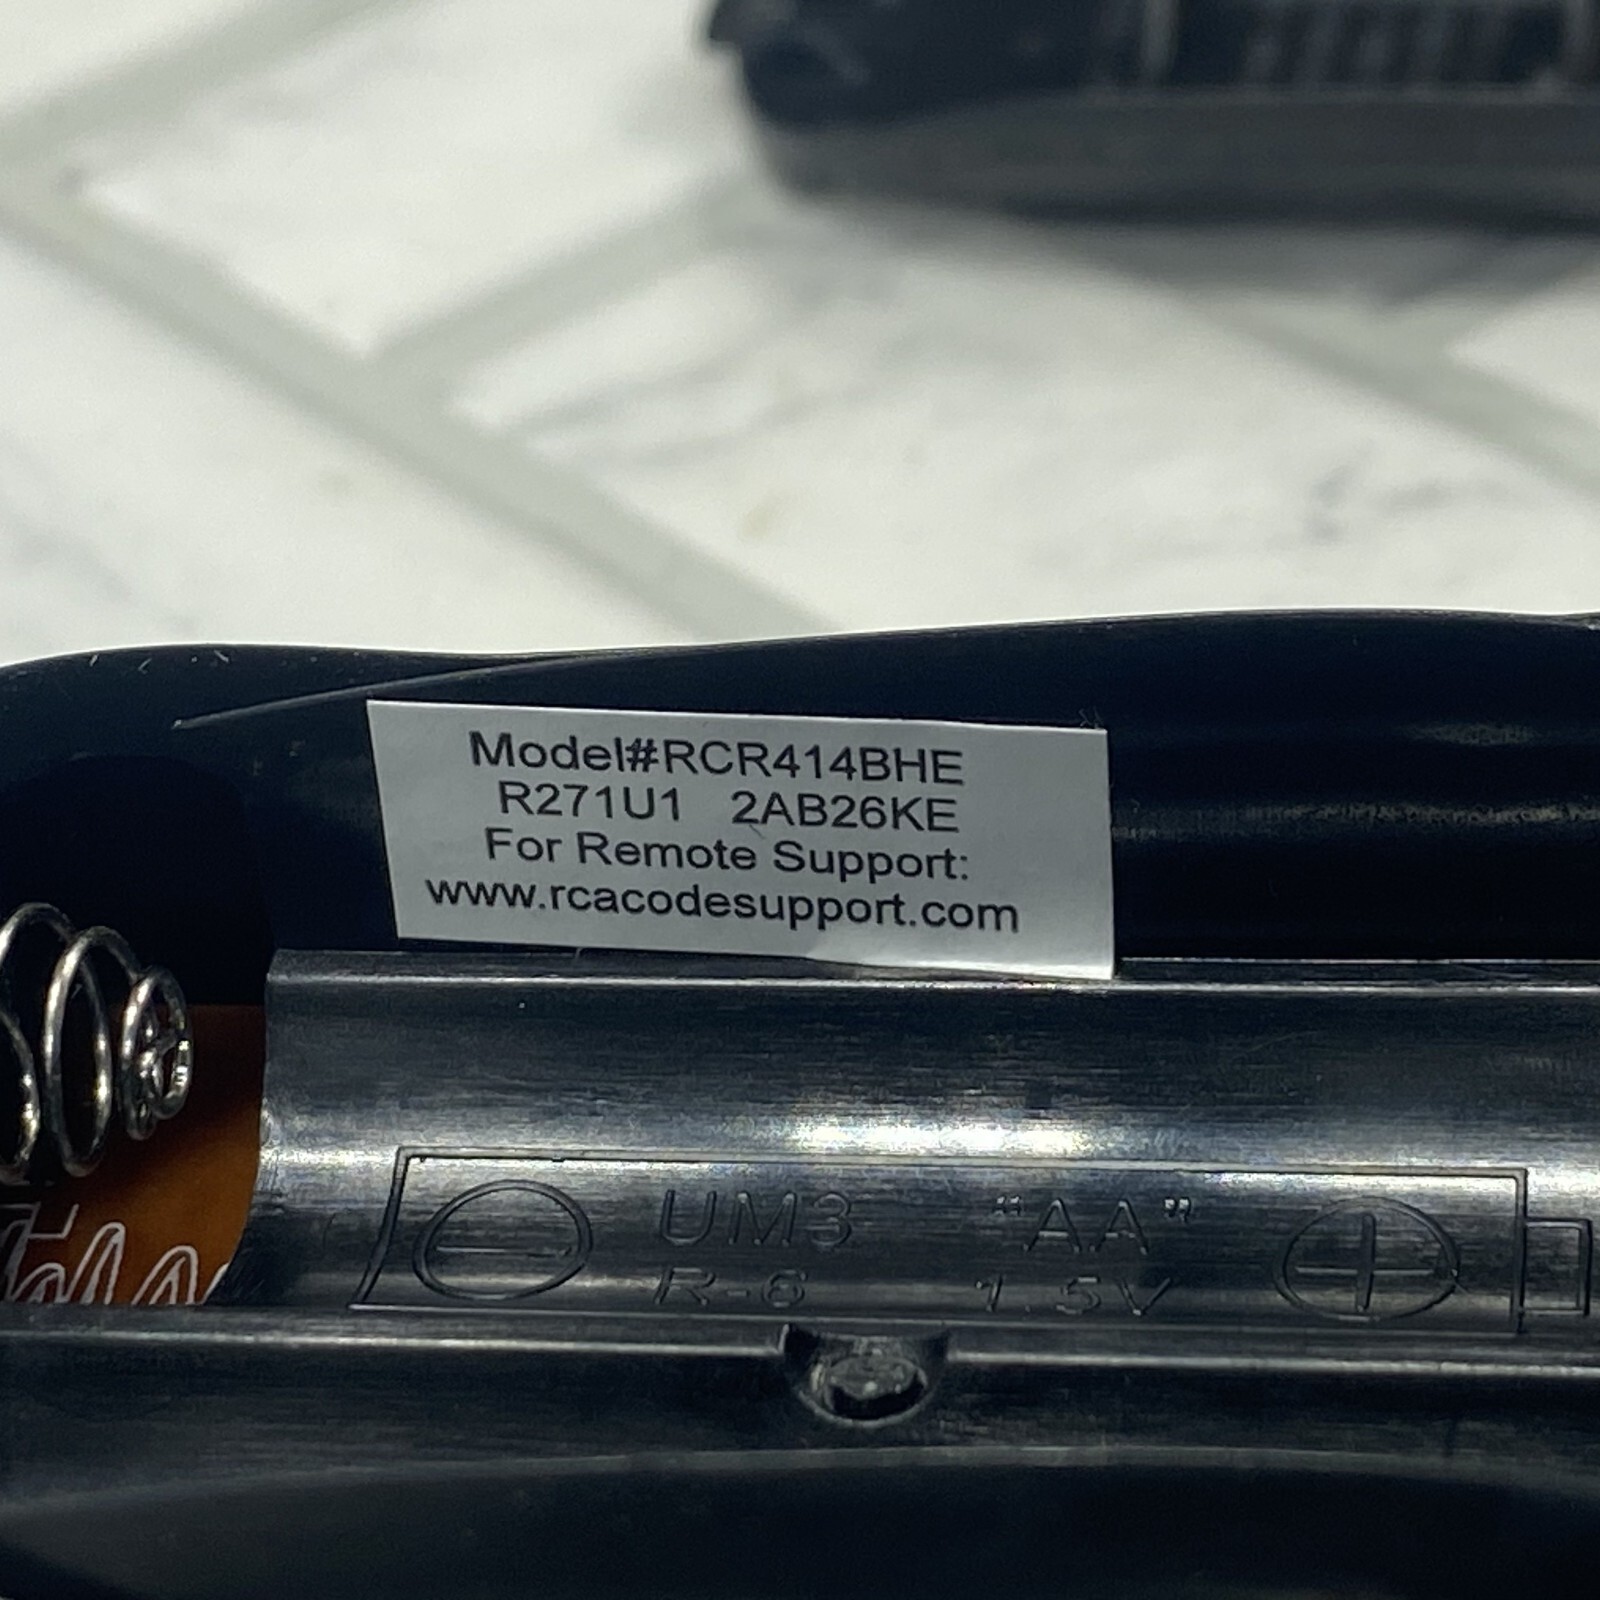 Model#RCR414BHE
R271U1 2AB26KE
For Remote Support:
www.rcacodesupport.com
UM3 "AA"
R-6 1.5V